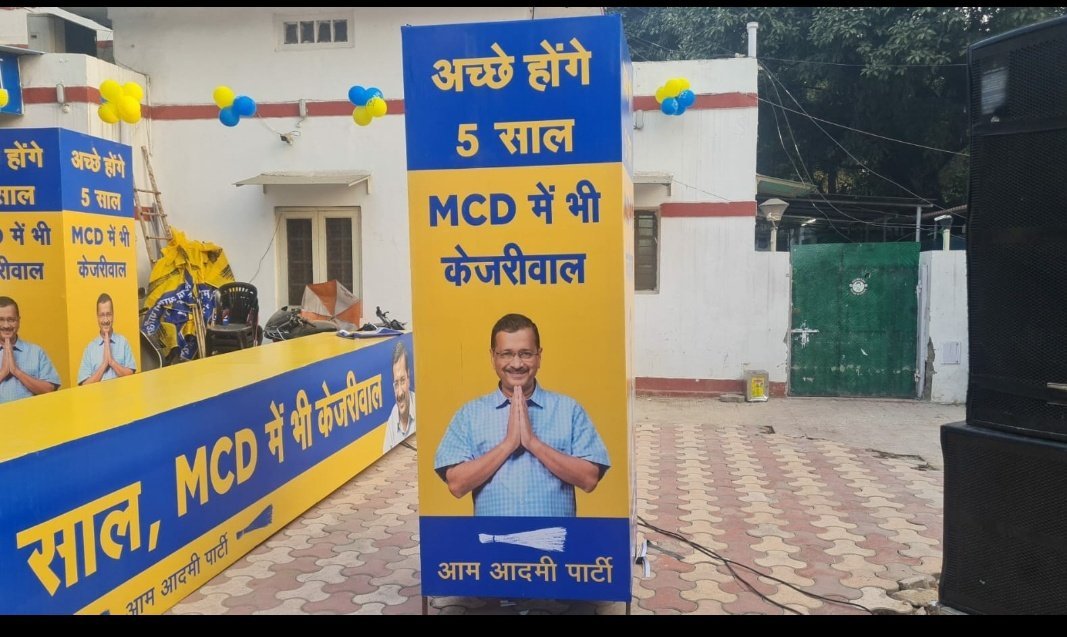 अच्छे होंगे
5 साल
MCD में भी
केजरीवाल
आम आदमी पार्टी
होंगे
साल
में भी
अच्छे होंगे
5 साल
MCD में भी
केजरीवाल
साल, MCD में भी केजरीवाल
आम आदमी पार्टी